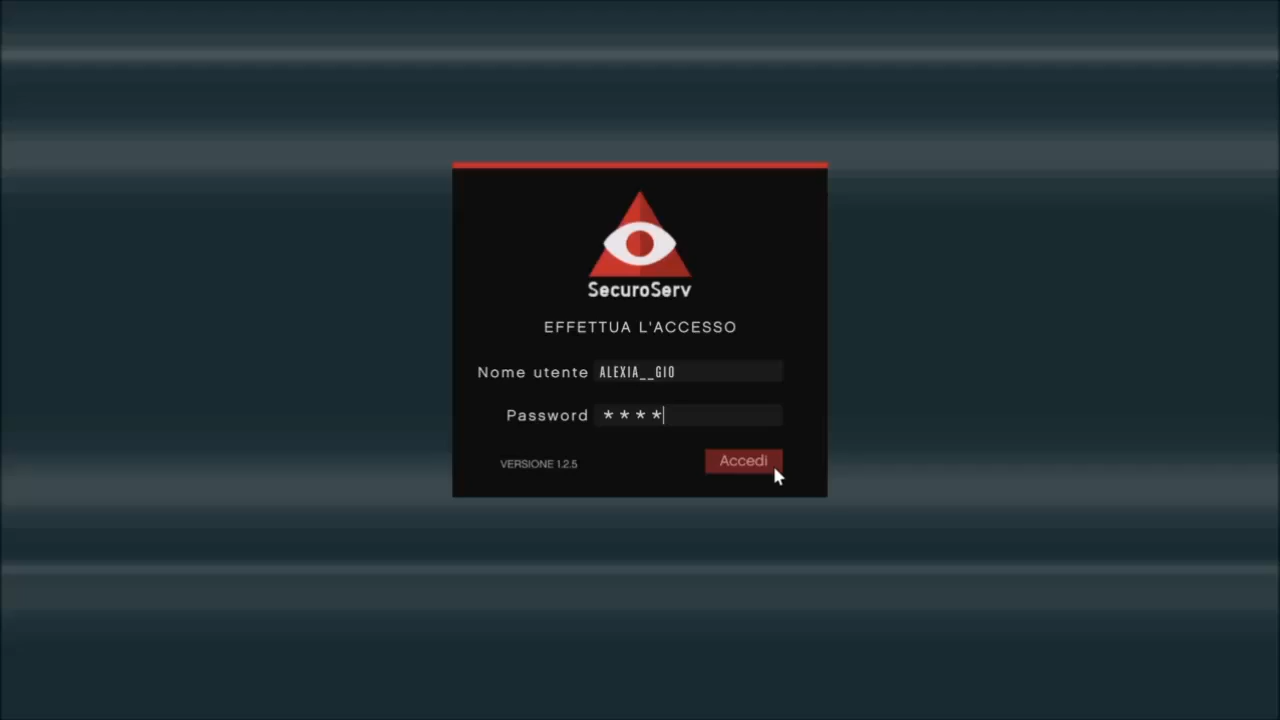 SecuroServ
EFFETTUA L'ACCESSO
Nome utente ALEXIA__GIO
Password ****
VERSIONE 1.2.5 Accedi